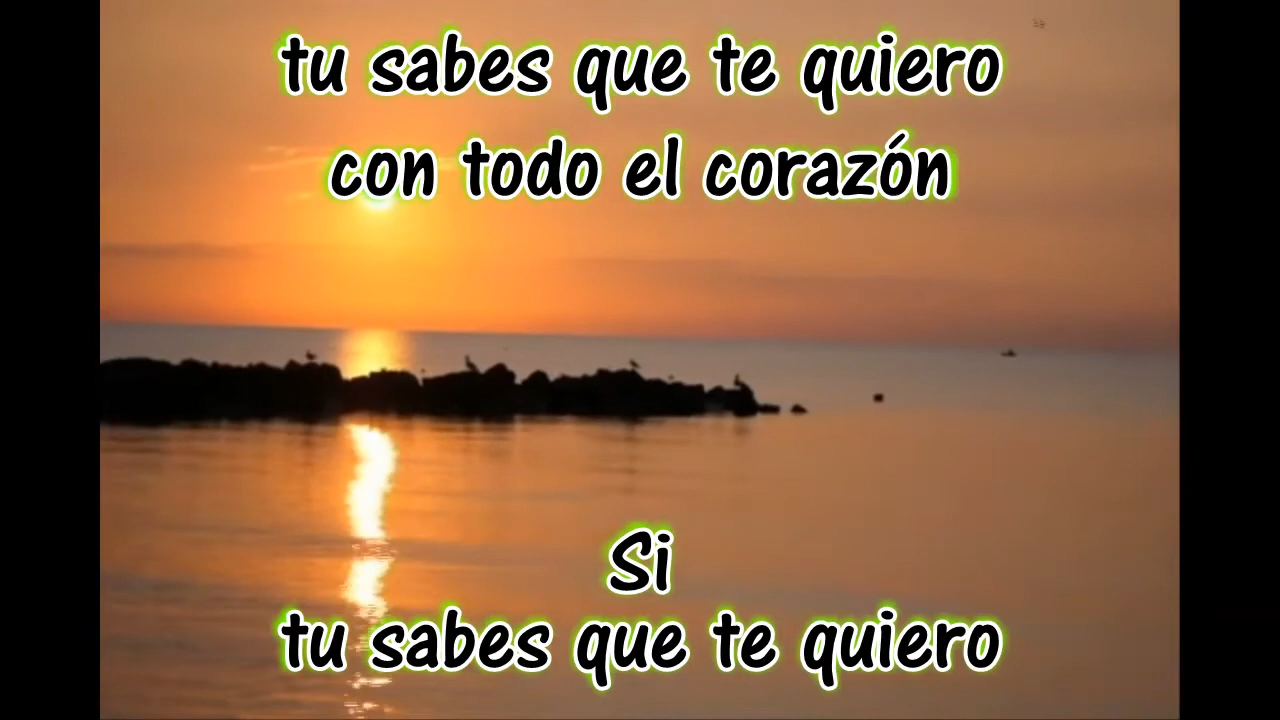 tu sabes que te quiero
con todo el corazón
Si
tu sabes que te quiero